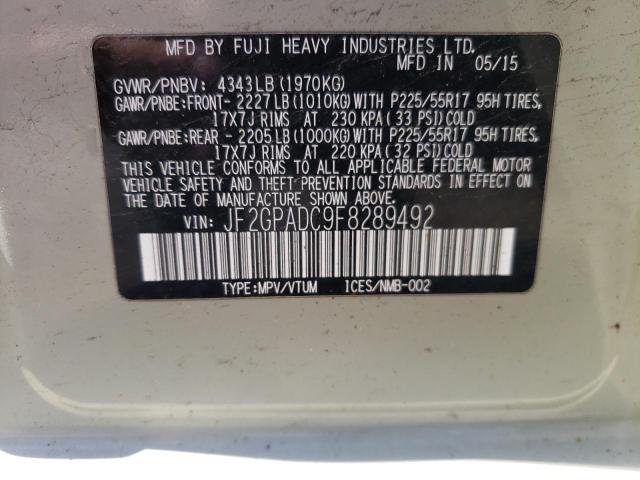 MFD BY FUJI HEAVY INDUSTRIES LTD.
MFD IN 05/15
GVWR/PNBV: 4343LB(1970KG)
GAWR/PNBE:FRONT-2227LB(1010KG)WITH P225/55R17 95H TIRES,
17X7J RIMS AT 230 KPA(33 PSI)COLD
GAWR/PNBE:REAR -2205LB(1000KG)WITH P225/55R17 95H TIRES,
17X7J RIMS AT 220 KPA(32 PSI)COLD
THIS VEHICLE CONFORMS TO ALL APPLICABLE FEDERAL MOTOR
VEHICLE SAFETY AND THEFT PREVENTION STANDARDS IN EFFECT
ON THE DATE OF MANUFACTURE SHOWN ABOVE.
VIN: JF2GPADC9F8289492
TYPE:MPV/VTUM ICES/NMB-002